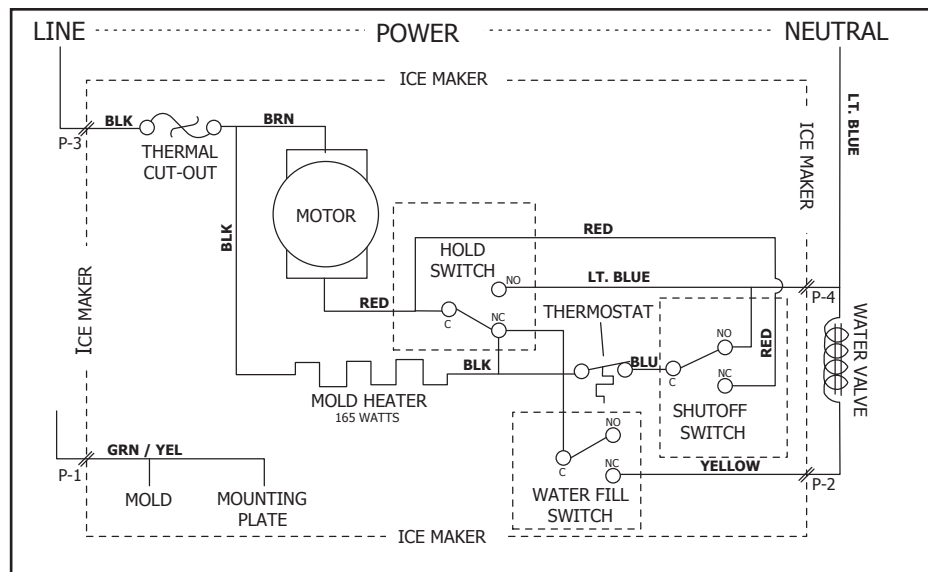 LINE
POWER
NEUTRAL
ICE MAKER
BLK
BRN
P-3
THERMAL
CUT-OUT
LT. BLUE
ICE MAKER
MOTOR
BLK
HOLD
SWITCH
RED
NO
LT. BLUE
P-4
RED
C
NC
THERMOSTAT
ICE MAKER
BLK
BLU
NO
C
NC
RED
WATER VALVE
MOLD HEATER
165 WATTS
SHUTOFF
SWITCH
NO
C
NC
YELLOW
P-2
WATER FILL
SWITCH
GRN / YEL
P-1
MOLD
MOUNTING
PLATE
ICE MAKER